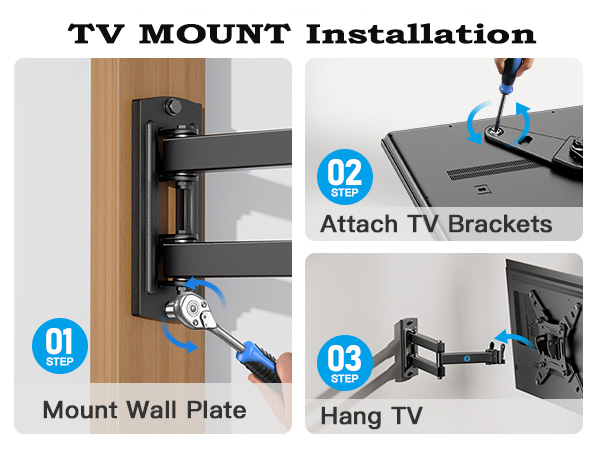 TV MOUNT Installation
01
STEP
Mount Wall Plate
02
STEP
Attach TV Brackets
03
STEP
Hang TV